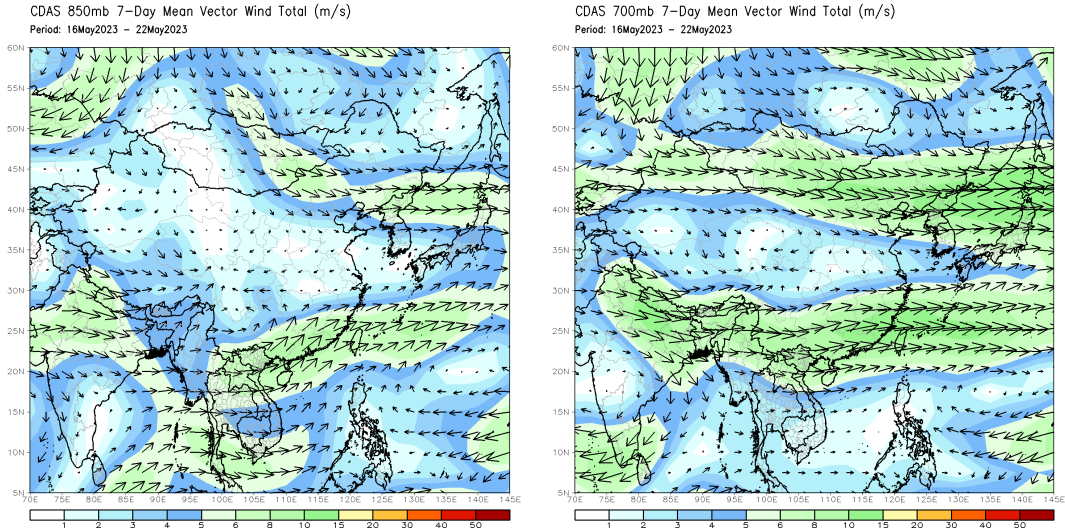 CDAS 850mb 7-Day Mean Vector Wind Total (m/s)
Period: 16May2023 - 22May2023
60N
55N
50N
45N
40N
35N
30N
25N
20N
15N
10N
5N
70E 75E 80E 85E 90E 95E 100E 105E 110E 115E 120E 125E 130E 135E 140E 145E
1 2 3 4 5 6 8 10 15 20 30 40 50
CDAS 700mb 7-Day Mean Vector Wind Total (m/s)
Period: 16May2023 - 22May2023
60N
55N
50N
45N
40N
35N
30N
25N
20N
15N
10N
5N
70E 75E 80E 85E 90E 95E 100E 105E 110E 115E 120E 125E 130E 135E 140E 145E
1 2 3 4 5 6 8 10 15 20 30 40 50